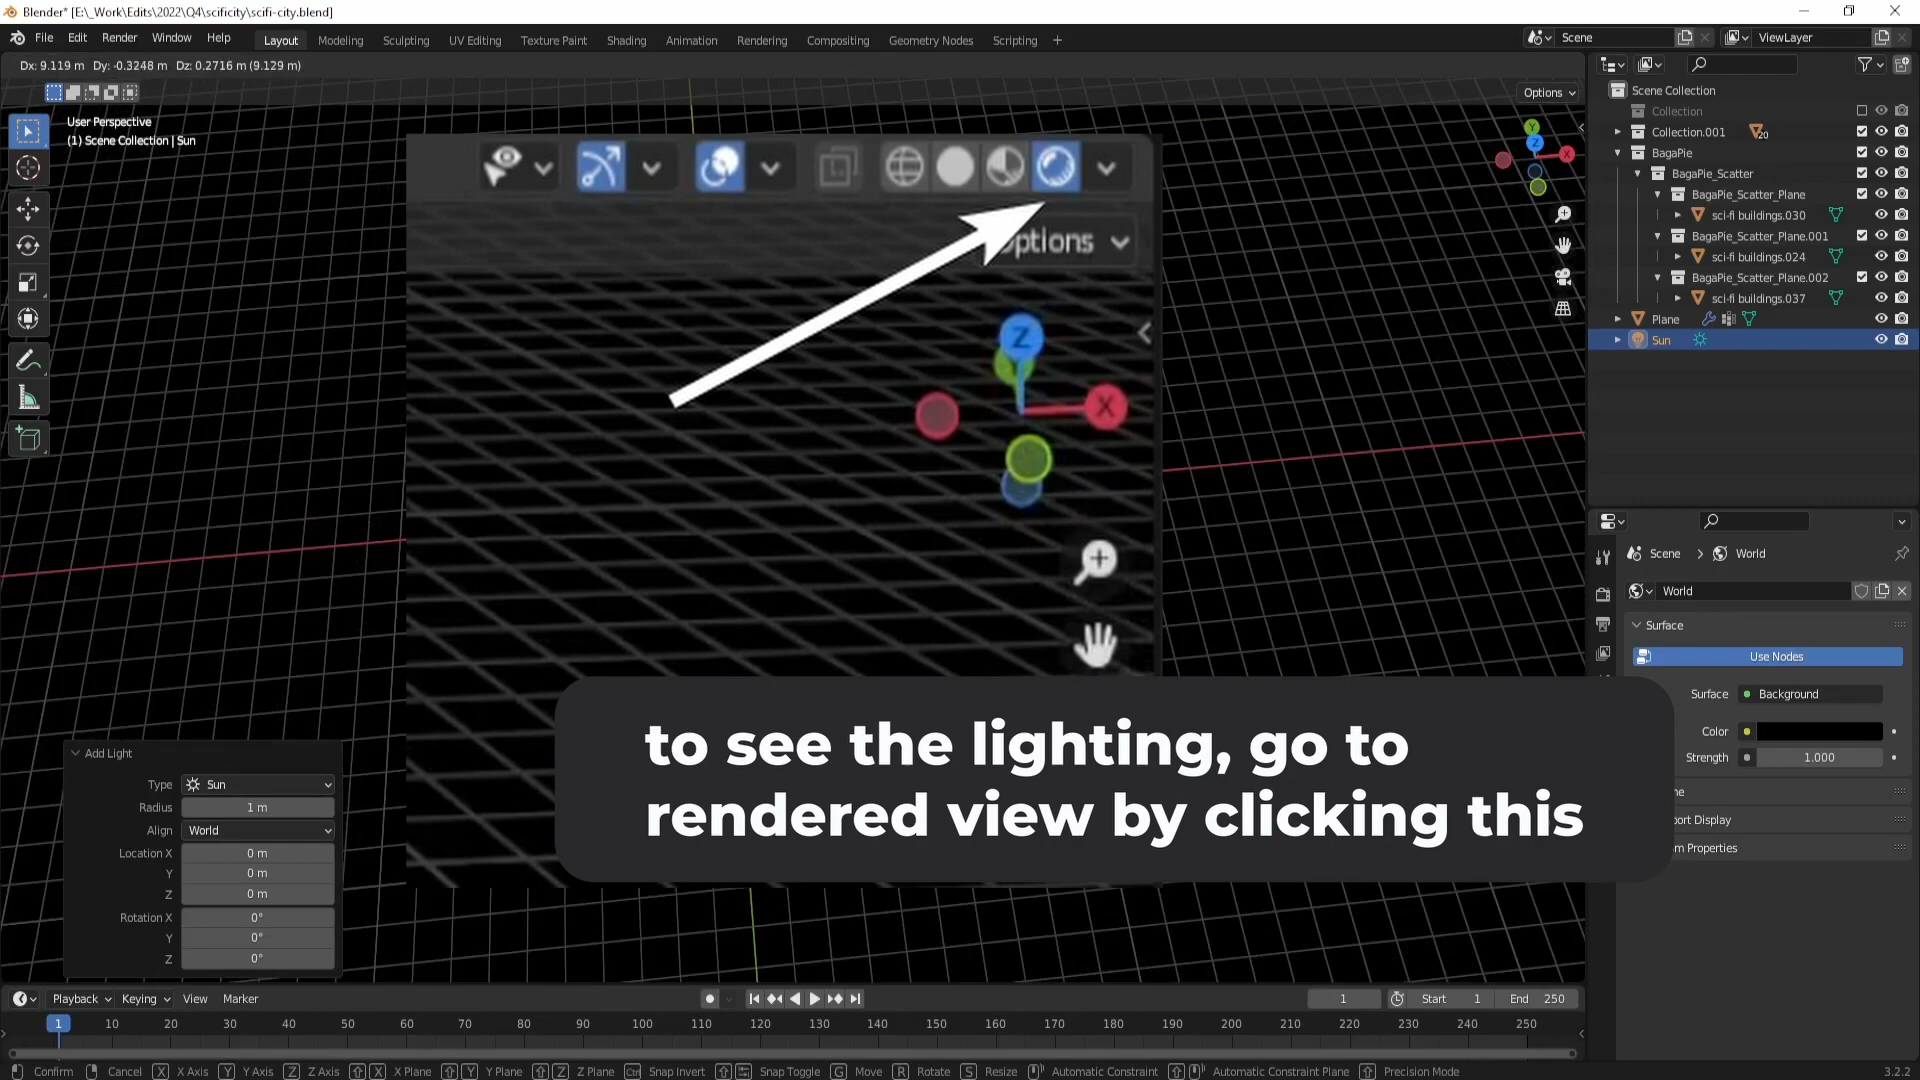 Blender* [E:\_Work\Edits\2022\Q4\scificity\scifi-city.blend]
File Edit Render Window Help Layout Modeling Sculpting UV Editing Texture Paint Shading Animation Rendering Compositing Geometry Nodes Scripting + Scene ViewLayer
Dx: 9.119 m Dy: -0.3248 m Dz: 0.2716 m (9.129 m)
Options
User Perspective
(1) Scene Collection | Sun
Y
Z
X
ptions
Z
X
to see the lighting, go to
rendered view by clicking this
Scene Collection
Collection
Collection.001 20
BagaPie
BagaPie_Scatter
BagaPie_Scatter_Plane
sci-fi buildings.030
BagaPie_Scatter_Plane.001
sci-fi buildings.024
BagaPie_Scatter_Plane.002
sci-fi buildings.037
Plane
Sun
Scene > World
World
Surface
Use Nodes
Surface Background
Color
Strength 1.000
ne
port Display
m Properties
Add Light
Type Sun
Radius 1 m
Align World
Location X 0 m
Y 0 m
Z 0 m
Rotation X 0°
Y 0°
Z 0°
Playback Keying View Marker 1 Start 1 End 250
1 10 20 30 40 50 60 70 80 90 100 110 120 130 140 150 160 170 180 190 200 210 220 230 240 250
Confirm Cancel X X Axis Y Y Axis Z Z Axis X X Plane Y Y Plane Z Z Plane Ctrl Snap Invert Snap Toggle G Move R Rotate S Resize Automatic Constraint Automatic Constraint Plane Precision Mode 3.2.2